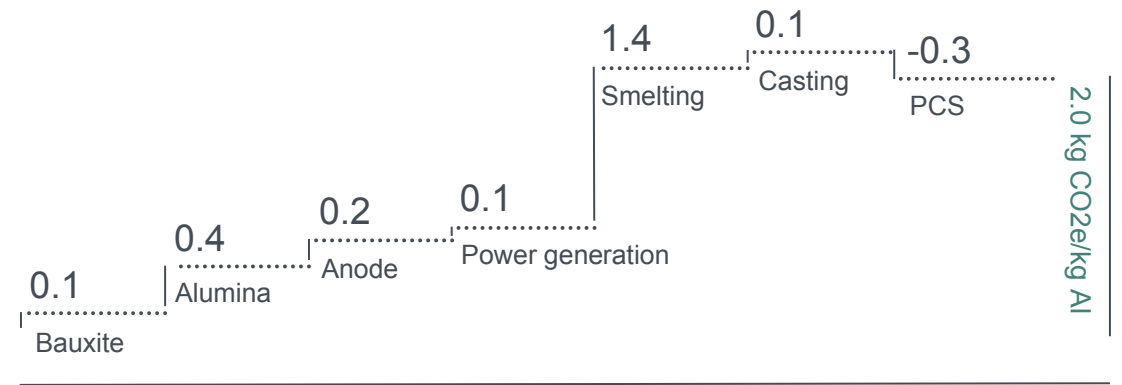 0.1
Bauxite
0.4
Alumina
0.2
Anode
0.1
Power generation
1.4
Smelting
0.1
Casting
-0.3
PCS
2.0 kg CO2e/kg Al